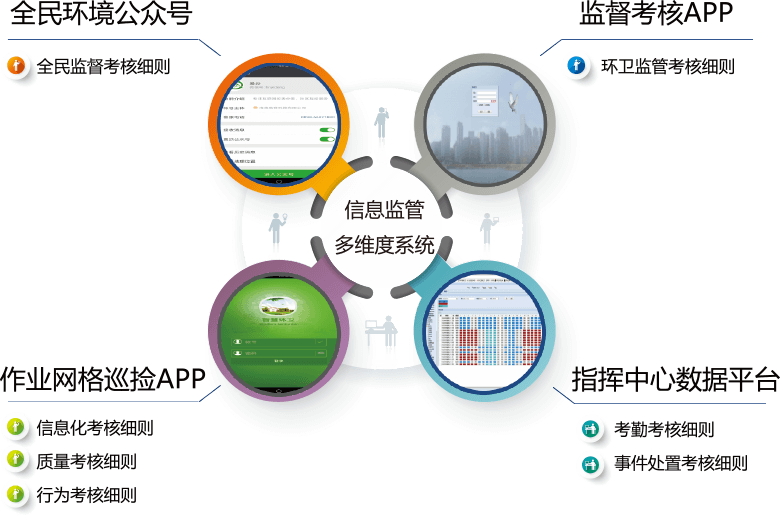 全民环境公众号
监督考核APP
全民监督考核细则
环卫监管考核细则
信息监管
多维度系统
作业网格巡捡APP
指挥中心数据平台
信息化考核细则
考勤考核细则
质量考核细则
事件处置考核细则
行为考核细则